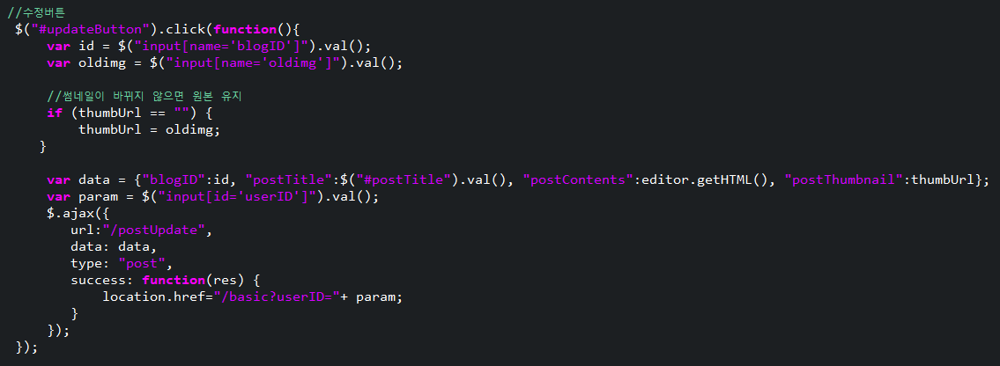 //수정버튼
$("#updateButton").click(function(){
var id = $("input[name='blogID']").val();
var oldimg = $("input[name='oldimg']").val();
//썸네일이 바뀌지 않으면 원본 유지
if (thumbUrl == "") {
thumbUrl = oldimg;
}
var data = {"blogID":id, "postTitle":$("#postTitle").val(), "postContents":editor.getHTML(), "postThumbnail":thumbUrl};
var param = $("input[id='userID']").val();
$.ajax({
url:"/postUpdate",
data: data,
type: "post",
success: function(res) {
location.href="/basic?userID="+ param;
}
});
});